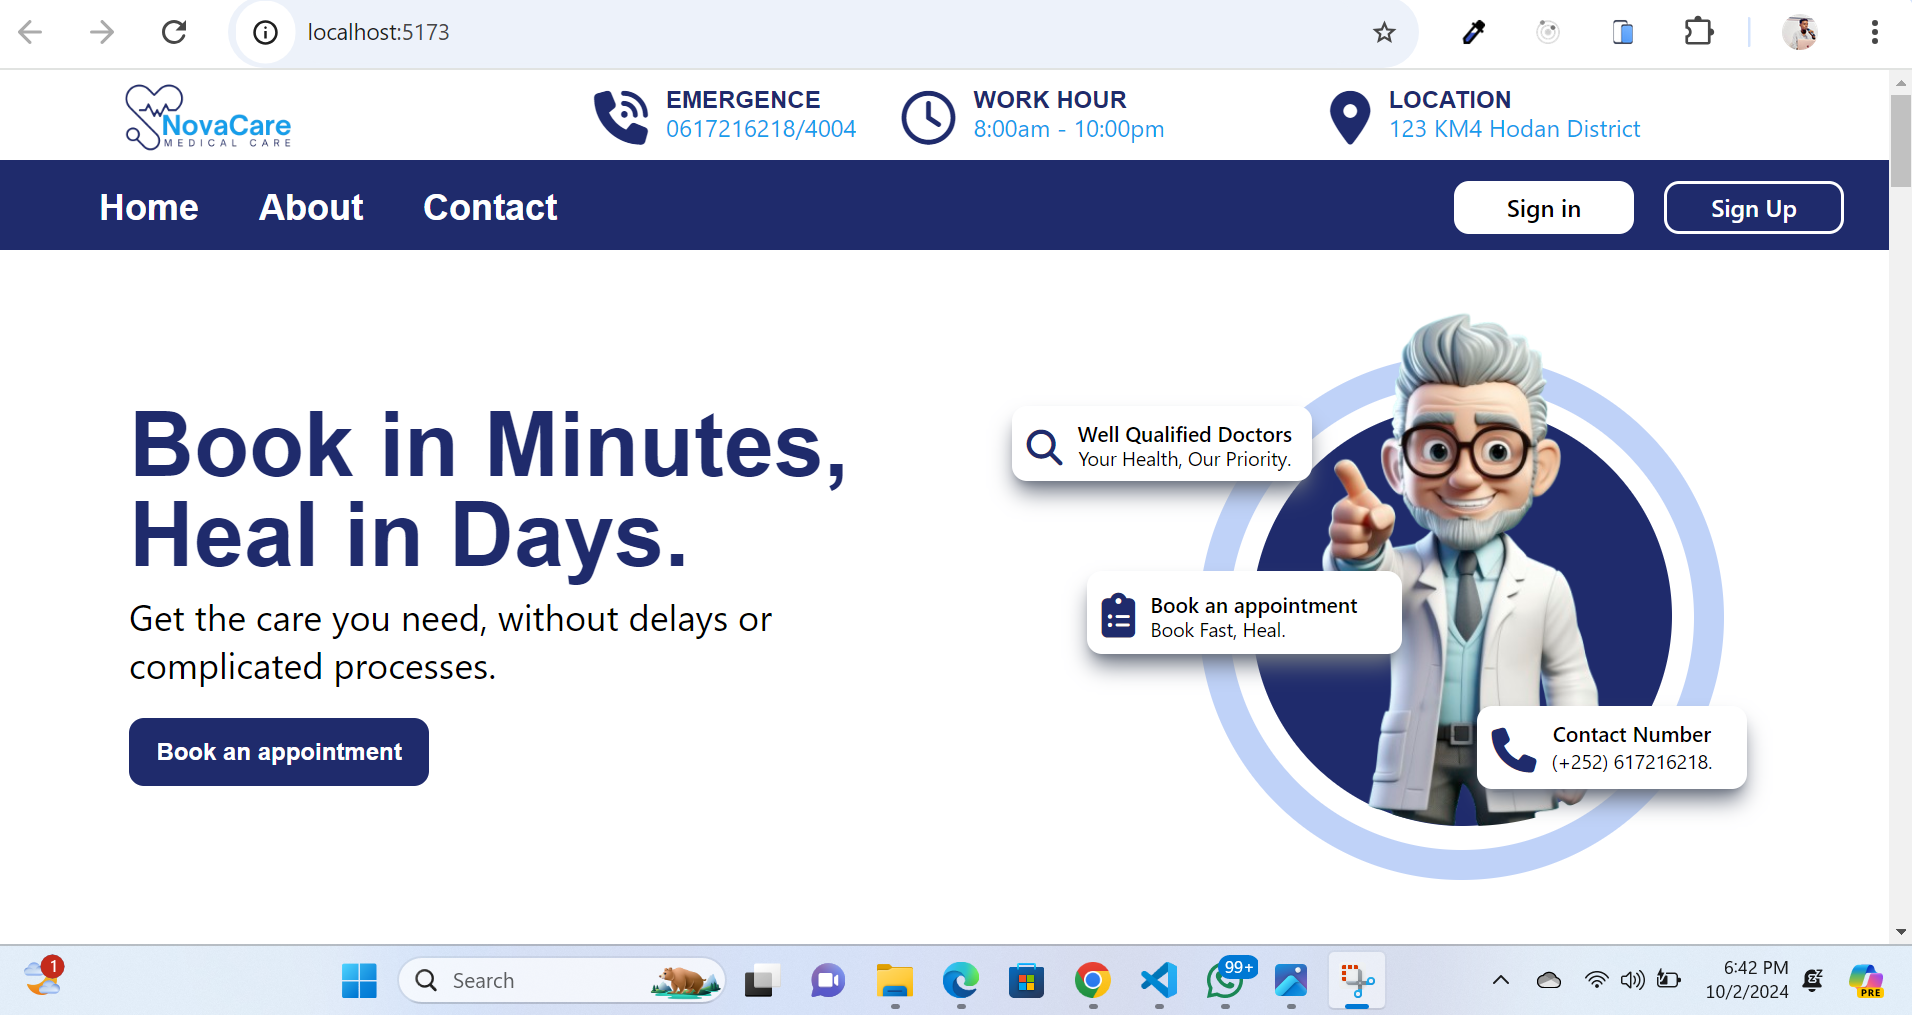 localhost:5173
NovaCare
MEDICAL CARE
EMERGENCE
0617216218/4004
WORK HOUR
8:00am - 10:00pm
LOCATION
123 KM4 Hodan District
Home About Contact
Sign in
Sign Up
Book in Minutes,
Heal in Days.
Get the care you need, without delays or
complicated processes.
Book an appointment
Well Qualified Doctors
Your Health, Our Priority.
Book an appointment
Book Fast, Heal.
Contact Number
(+252) 617216218.
1
Search
99+
6:42 PM
10/2/2024
PRE